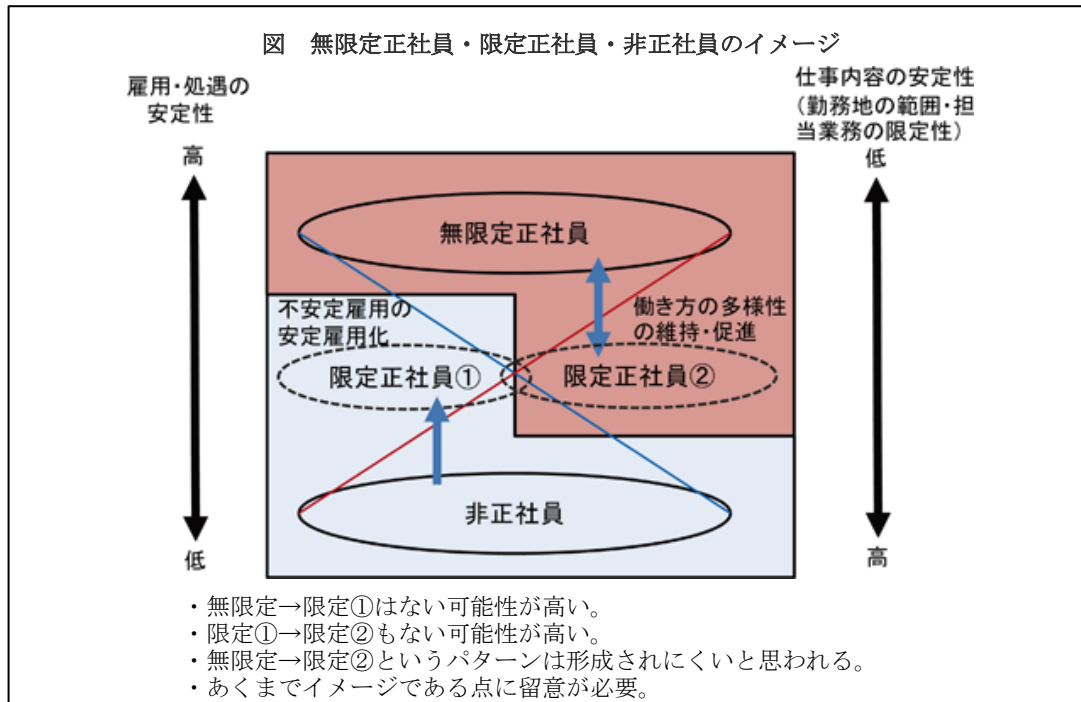 図 無限定正社員・限定正社員・非正社員のイメージ
雇用・処遇の
安定性
高
低
仕事内容の安定性
(勤務地の範囲・担
当業務の限定性)
低
高
無限定正社員
不安定雇用の
安定雇用化
働き方の多様性
の維持・促進
限定正社員①
限定正社員②
非正社員
・無限定→限定①はない可能性が高い。
・限定①→限定②もない可能性が高い。
・無限定→限定②というパターンは形成されにくいと思われる。
・あくまでイメージである点に留意が必要。